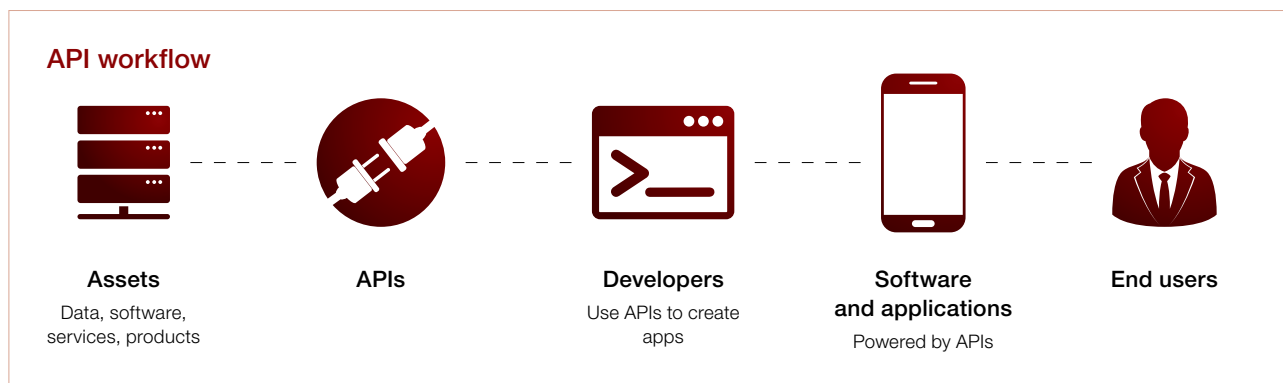 API workflow
Assets
Data, software,
services, products
APIs
Developers
Use APIs to create
apps
Software
and applications
Powered by APIs
End users